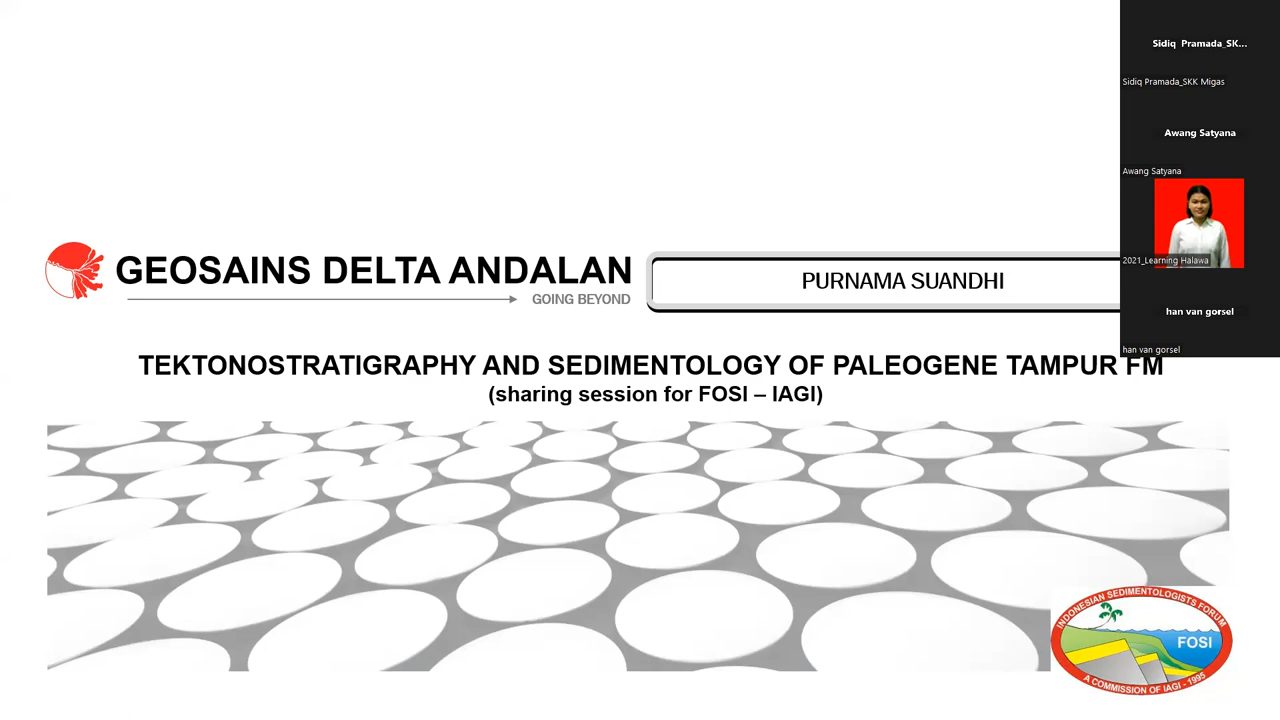 Sidiq Pramada_SK...
Sidiq Pramada_SKK Migas
Awang Satyana
Awang Satyana
2021_Learning Halawa
han van gorsel
han van gorsel
GEOSAINS DELTA ANDALAN
GOING BEYOND
PURNAMA SUANDHI
TEKTONOSTRATIGRAPHY AND SEDIMENTOLOGY OF PALEOGENE TAMPUR FM
(sharing session for FOSI – IAGI)
INDONESIAN SEDIMENTOLOGISTS FORUM
FOSI
A COMMISSION OF IAGI - 1995